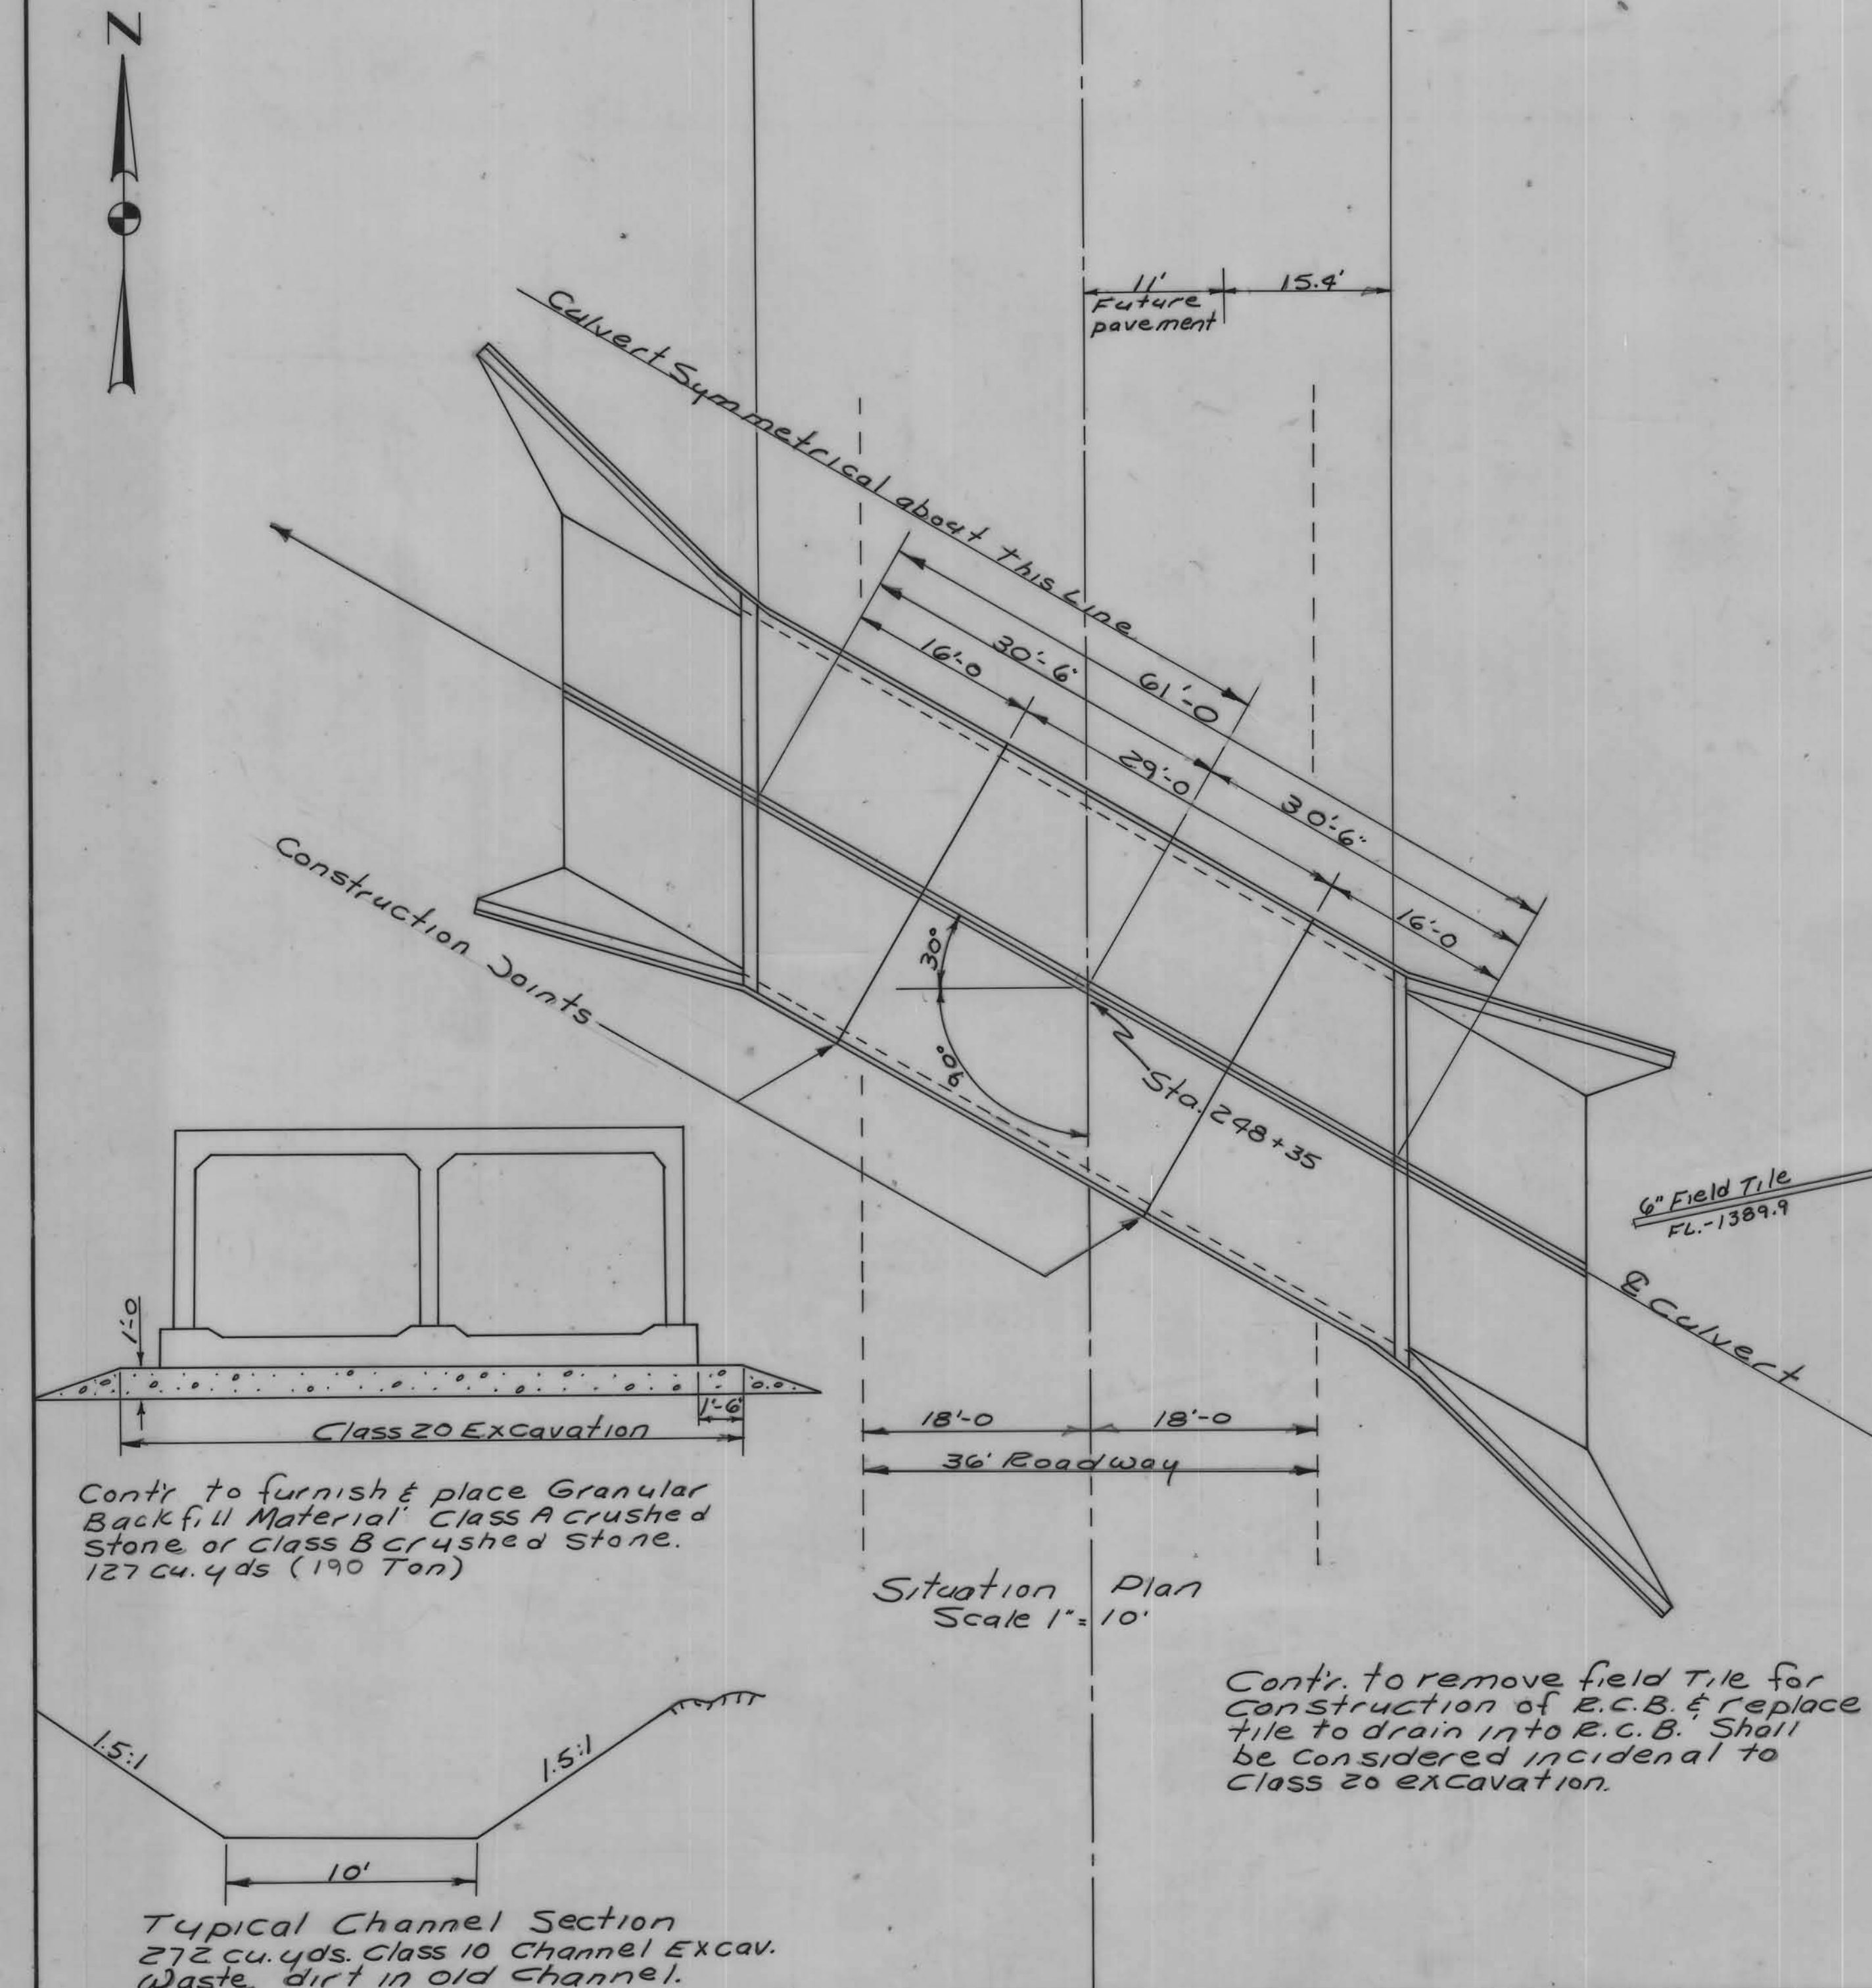 N
11'
15.4'
Future
pavement
Culvert Symmetrical about this Line
16'-0
30'-6"
61'-0
29'-0
30'-6"
16'-0
Construction Joints
30°
90°
Sta. 248+35
6" Field Tile
FL.-1389.9
℄ Culvert
1'-0
1'-6
Class 20 Excavation
18'-0
18'-0
36' Roadway
Cont'r to furnish & place Granular
Backfill Material Class A Crushed
Stone or Class B Crushed Stone.
127 cu.yds (190 Ton)
Situation Plan
Scale 1"=10'
Cont'r. to remove field Tile for
Construction of R.C.B. & replace
tile to drain into R.C.B. Shall
be Considered incidenal to
Class 20 excavation.
1.5:1
1.5:1
10'
Typical Channel Section
272 cu.yds. Class 10 Channel Excav.
Waste dirt in old Channel.